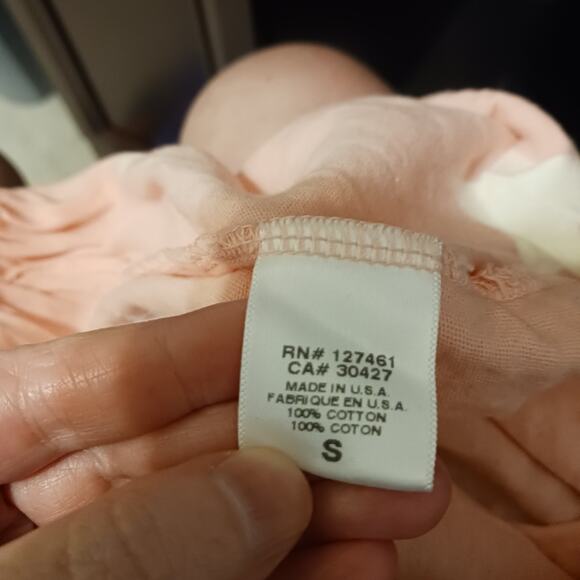 RN# 127461
CA# 30427
MADE IN U.S.A.
FABRIQUE EN U.S.A.
100% COTTON
100% COTON
S